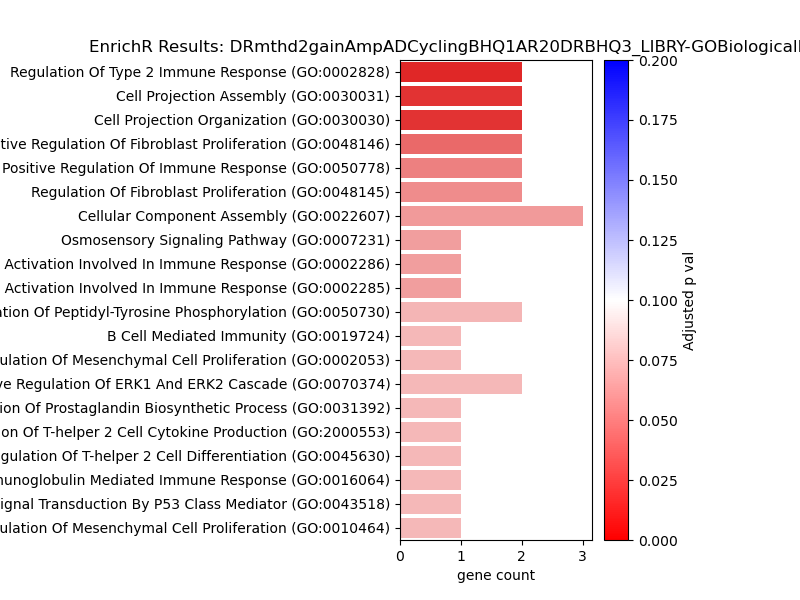 EnrichR Results: DRmthd2gainAmpADCyclingBHQ1AR20DRBHQ3_LIBRY-GOBiological
Regulation Of Type 2 Immune Response (GO:0002828)
Cell Projection Assembly (GO:0030031)
Cell Projection Organization (GO:0030030)
tive Regulation Of Fibroblast Proliferation (GO:0048146)
Positive Regulation Of Immune Response (GO:0050778)
Regulation Of Fibroblast Proliferation (GO:0048145)
Cellular Component Assembly (GO:0022607)
Osmosensory Signaling Pathway (GO:0007231)
Activation Involved In Immune Response (GO:0002286)
Activation Involved In Immune Response (GO:0002285)
ation Of Peptidyl-Tyrosine Phosphorylation (GO:0050730)
B Cell Mediated Immunity (GO:0019724)
ulation Of Mesenchymal Cell Proliferation (GO:0002053)
ve Regulation Of ERK1 And ERK2 Cascade (GO:0070374)
ion Of Prostaglandin Biosynthetic Process (GO:0031392)
on Of T-helper 2 Cell Cytokine Production (GO:2000553)
gulation Of T-helper 2 Cell Differentiation (GO:0045630)
munoglobulin Mediated Immune Response (GO:0016064)
ignal Transduction By P53 Class Mediator (GO:0043518)
ulation Of Mesenchymal Cell Proliferation (GO:0010464)
0 1 2 3
gene count
0.200
0.175
0.150
0.125
0.100
0.075
0.050
0.025
0.000
Adjusted p val